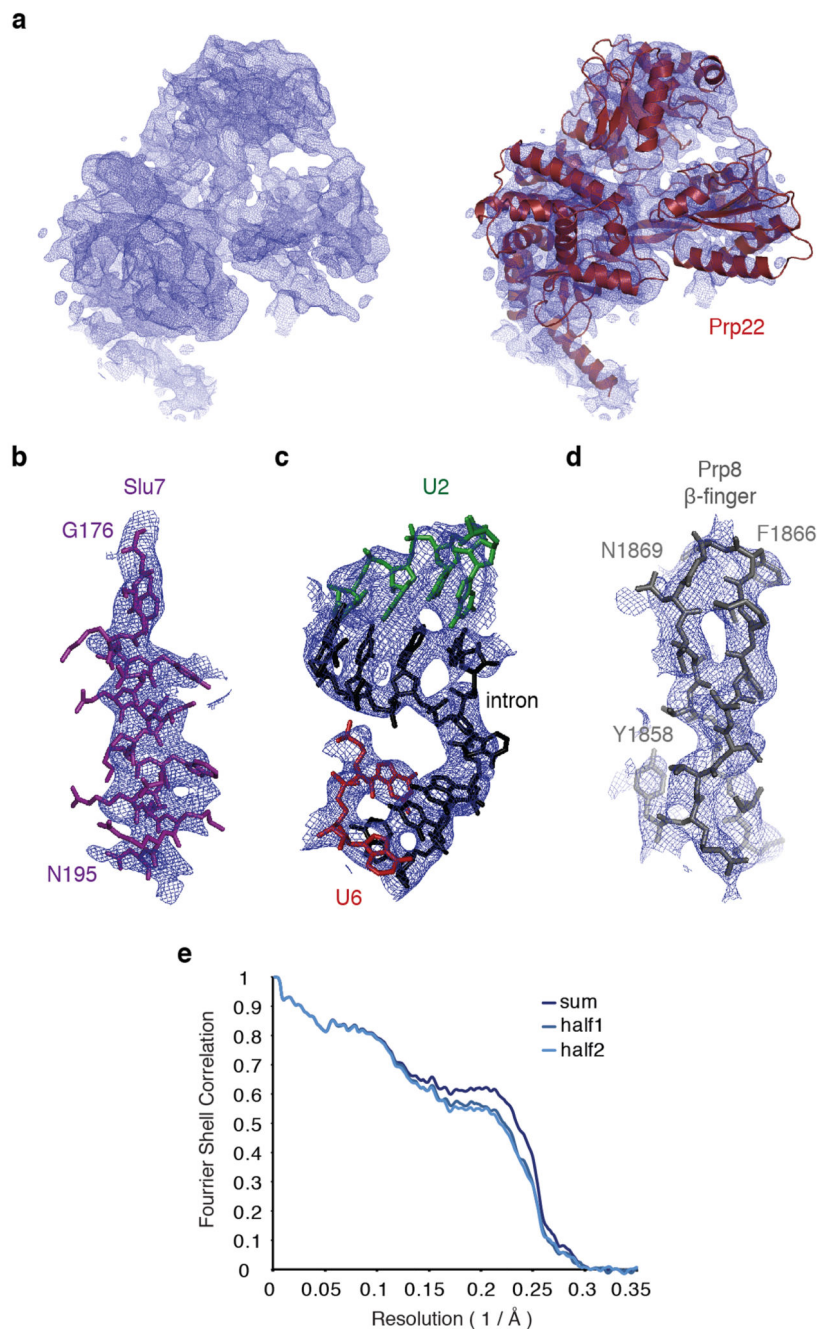 a
Prp22
b
Slu7
G176
N195
c
U2
intron
U6
d
Prp8
β-finger
N1869
F1866
Y1858
e
1
0.9
0.8
0.7
0.6
0.5
0.4
0.3
0.2
0.1
0
Fourrier Shell Correlation
sum
half1
half2
0 0.05 0.1 0.15 0.2 0.25 0.3 0.35
Resolution ( 1 / Å )